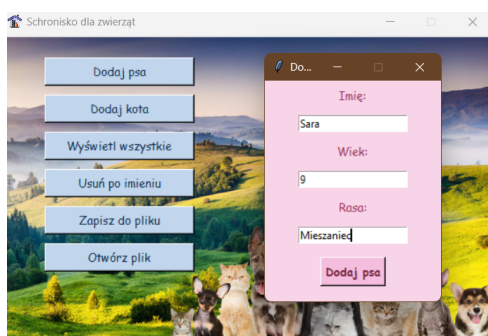 Schronisko dla zwierząt
Dodaj psa
Dodaj kota
Wyświetl wszystkie
Usuń po imieniu
Zapisz do pliku
Otwórz plik
Do...
Imię:
Sara
Wiek:
9
Rasa:
Mieszaniec
Dodaj psa